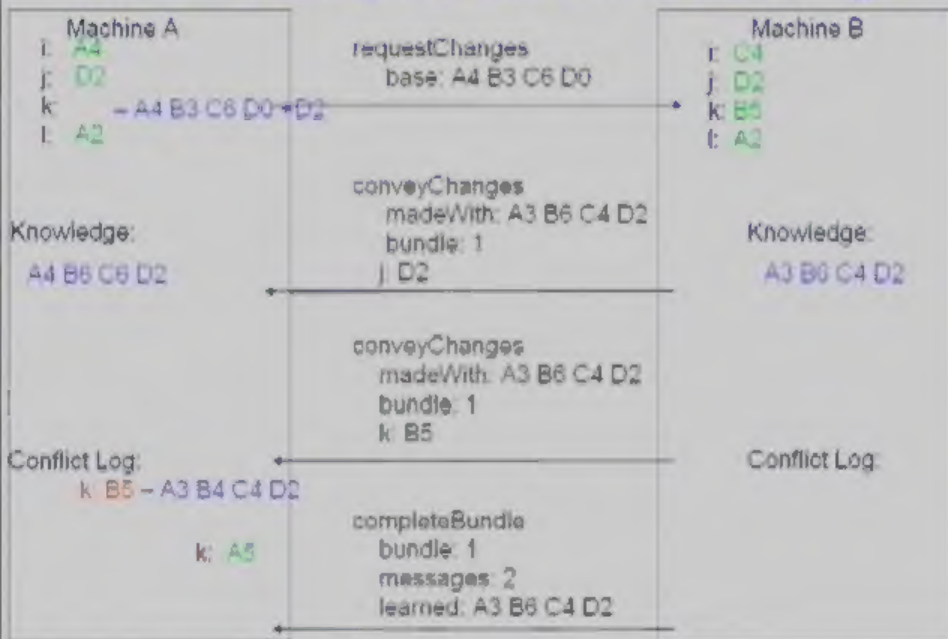 Machine A
i: A4
j: D2
k: – A4 B3 C6 D0 +D2
l: A2
Knowledge:
A4 B6 C6 D2
Conflict Log:
k: B5 – A3 B4 C4 D2
k: A5
requestChanges
base: A4 B3 C6 D0
conveyChanges
madeWith: A3 B6 C4 D2
bundle: 1
j: D2
conveyChanges
madeWith: A3 B6 C4 D2
bundle: 1
k: B5
completeBundle
bundle: 1
messages: 2
learned: A3 B6 C4 D2
Machine B
i: C4
j: D2
k: B5
l: A2
Knowledge:
A3 B6 C4 D2
Conflict Log: